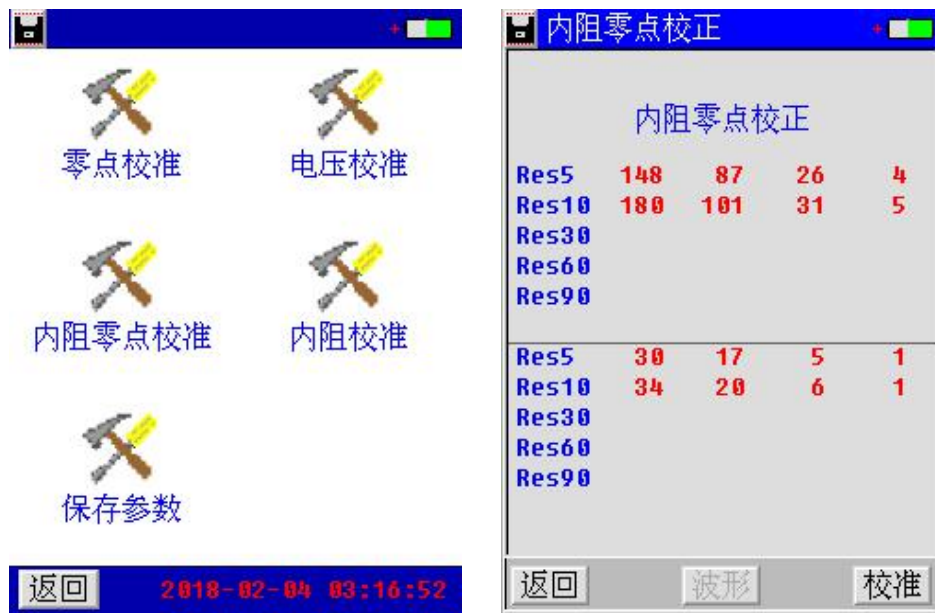 零点校准 电压校准
内阻零点校准 内阻校准
保存参数
返回 2018-02-04 03:16:52
内阻零点校正
内阻零点校正
Res5 148 87 26 4
Res10 180 101 31 5
Res30
Res60
Res90
Res5 30 17 5 1
Res10 34 20 6 1
Res30
Res60
Res90
返回 波形 校准